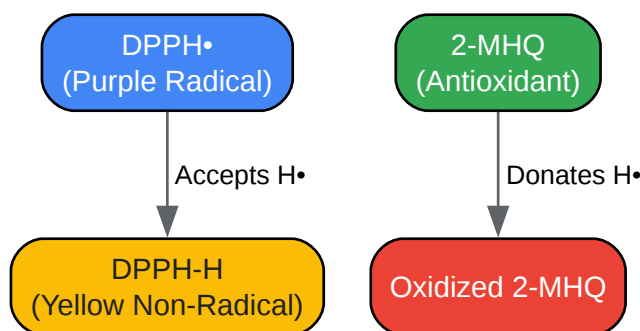 DPPH•
(Purple Radical)
2-MHQ
(Antioxidant)
Accepts H•
Donates H•
DPPH-H
(Yellow Non-Radical)
Oxidized 2-MHQ